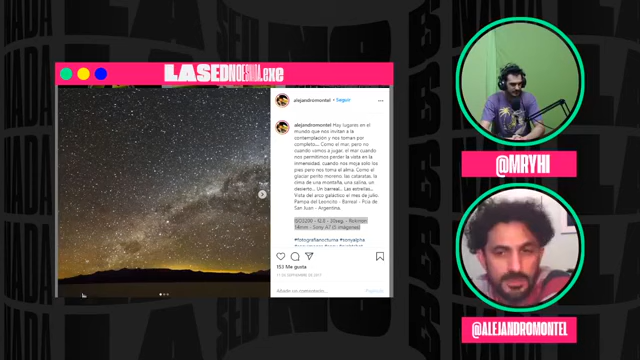 LASEDNOESNADA.exe
alejandromontel • Seguir
alejandromontel Hay lugares en el
mundo que nos invitan a la
contemplación y nos toman por
completo.... Como el mar, pero no
cuando vamos a jugar, el mar cuando
nos permitimos perder la vista en la
inmensidad, cuando nos moja solo los
pies pero nos toma el alma. Como el
glaciar perito moreno, las cataratas, la
cima de una montaña, una salina, un
desierto... Un barreal... Las estrellas...
Vista del arco galáctico el mes de julio.
Pampa del Leoncito - Barreal - Pcia de
San Juan - Argentina.
ISO3200 - f2.8 - 30seg. - Rokinon
14mm - Sony A7
#fotografianocturna #sonyalpha
153 Me gusta
Añade un comentario...
Publicar
@MRYHI
@ALEJANDROMONTEL